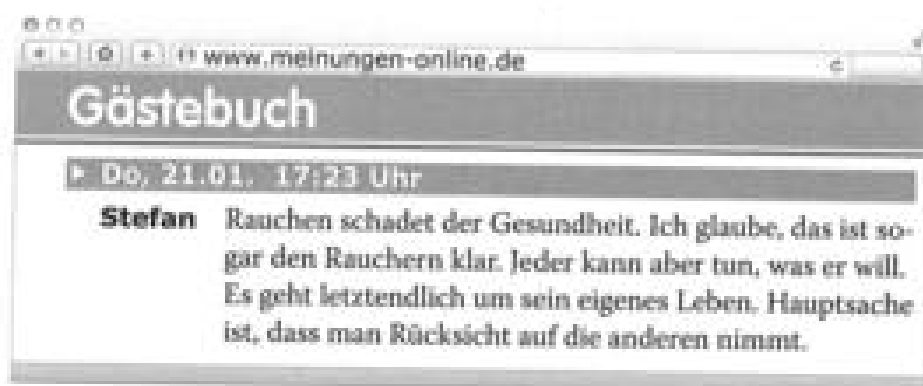 www.meinungen-online.de
Gästebuch
Do, 21.01. 17:23 Uhr
Stefan Rauchen schadet der Gesundheit. Ich glaube, das ist so-
gar den Rauchern klar. Jeder kann aber tun, was er will.
Es geht letztendlich um sein eigenes Leben. Hauptsache
ist, dass man Rücksicht auf die anderen nimmt.